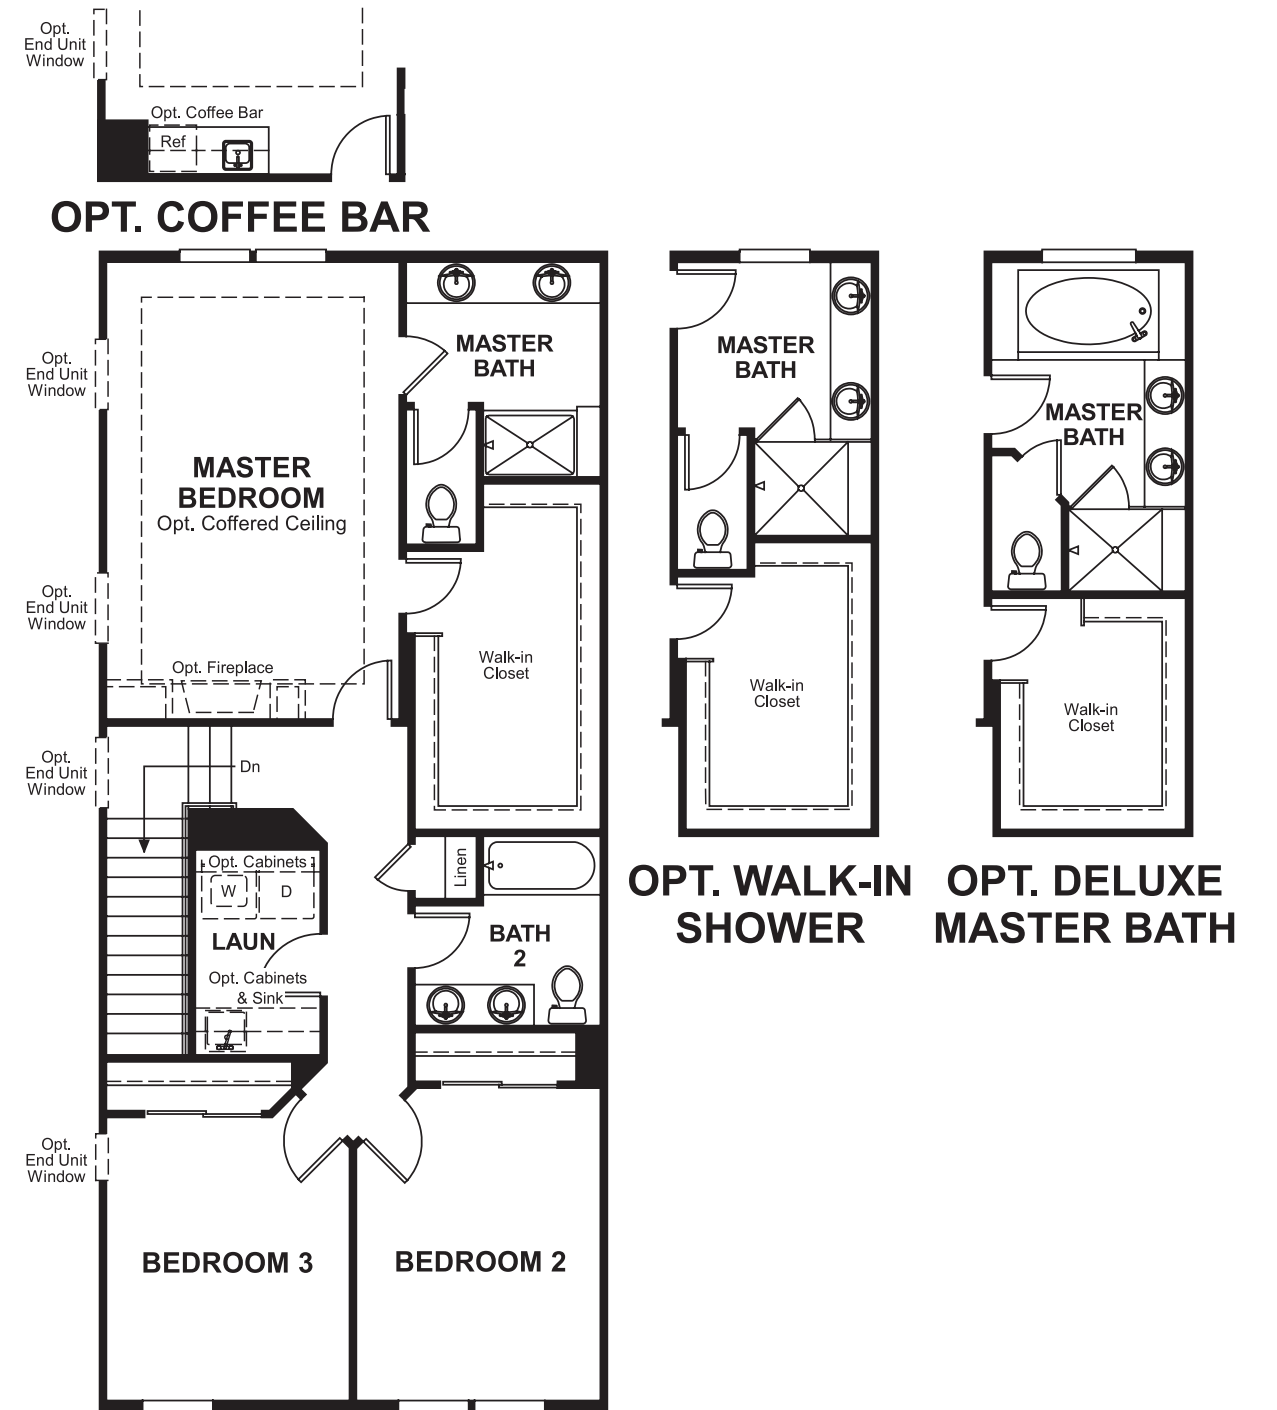 Opt.
End Unit
Window
Opt. Coffee Bar
Ref
OPT. COFFEE BAR
MASTER
BATH
Opt.
End Unit
Window
MASTER
BEDROOM
Opt. Coffered Ceiling
Opt.
End Unit
Window
Opt. Fireplace
Walk-in
Closet
Opt.
End Unit
Window
Dn
Opt. Cabinets
W
D
Linen
LAUN
BATH
2
Opt. Cabinets
& Sink
Opt.
End Unit
Window
BEDROOM 3
BEDROOM 2
MASTER
BATH
Walk-in
Closet
OPT. WALK-IN
SHOWER
MASTER
BATH
Walk-in
Closet
OPT. DELUXE
MASTER BATH